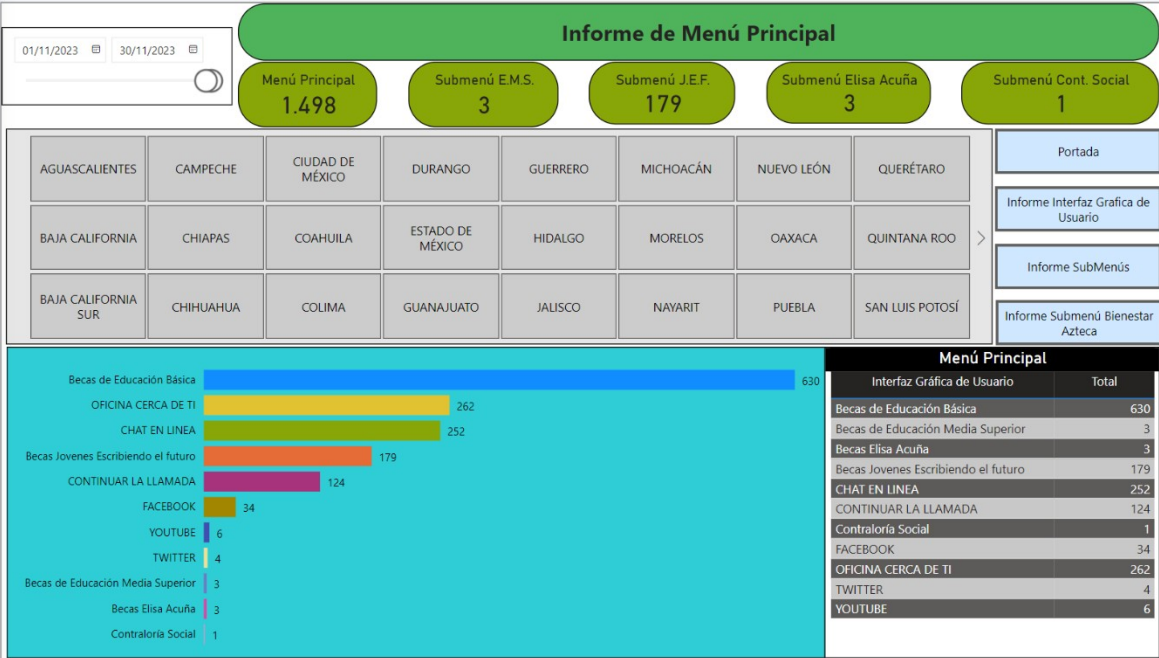 Informe de Menú Principal
01/11/2023 30/11/2023
Menú Principal
1.498
Submenú E.M.S.
3
Submenú J.E.F.
179
Submenú Elisa Acuña
3
Submenú Cont. Social
1
AGUASCALIENTES
CAMPECHE
CIUDAD DE
MÉXICO
DURANGO
GUERRERO
MICHOACÁN
NUEVO LEÓN
QUERÉTARO
BAJA CALIFORNIA
CHIAPAS
COAHUILA
ESTADO DE
MÉXICO
HIDALGO
MORELOS
OAXACA
QUINTANA ROO
BAJA CALIFORNIA
SUR
CHIHUAHUA
COLIMA
GUANAJUATO
JALISCO
NAYARIT
PUEBLA
SAN LUIS POTOSÍ
Portada
Informe Interfaz Grafica de
Usuario
Informe SubMenús
Informe Submenú Bienestar
Azteca
Becas de Educación Básica 630
OFICINA CERCA DE TI 262
CHAT EN LINEA 252
Becas Jovenes Escribiendo el futuro 179
CONTINUAR LA LLAMADA 124
FACEBOOK 34
YOUTUBE 6
TWITTER 4
Becas de Educación Media Superior 3
Becas Elisa Acuña 3
Contraloría Social 1
Menú Principal
Interfaz Gráfica de Usuario Total
Becas de Educación Básica 630
Becas de Educación Media Superior 3
Becas Elisa Acuña 3
Becas Jovenes Escribiendo el futuro 179
CHAT EN LINEA 252
CONTINUAR LA LLAMADA 124
Contraloría Social 1
FACEBOOK 34
OFICINA CERCA DE TI 262
TWITTER 4
YOUTUBE 6